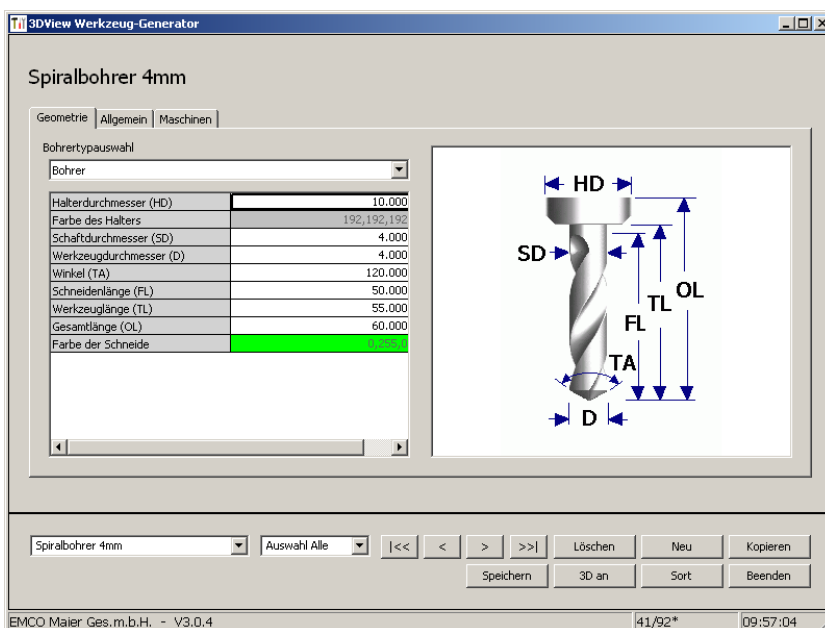 3DView Werkzeug-Generator
Spiralbohrer 4mm
Geometrie Allgemein Maschinen
Bohrertypauswahl
Bohrer
Halterdurchmesser (HD) 10.000
Farbe des Halters 192,192,192
Schaftdurchmesser (SD) 4.000
Werkzeugdurchmesser (D) 4.000
Winkel (TA) 120.000
Schneidenlänge (FL) 50.000
Werkzeuglänge (TL) 55.000
Gesamtlänge (OL) 60.000
Farbe der Schneide 0,255,0
HD
SD
OL
TL
FL
TA
D
Spiralbohrer 4mm Auswahl Alle |<< < > >>| Löschen Neu Kopieren
Speichern 3D an Sort Beenden
EMCO Maier Ges.m.b.H. - V3.0.4 41/92* 09:57:04